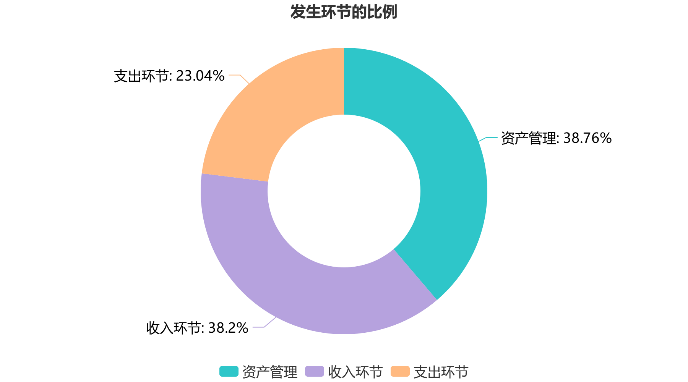 发生环节的比例
支出环节: 23.04%
资产管理: 38.76%
收入环节: 38.2%
资产管理 收入环节 支出环节